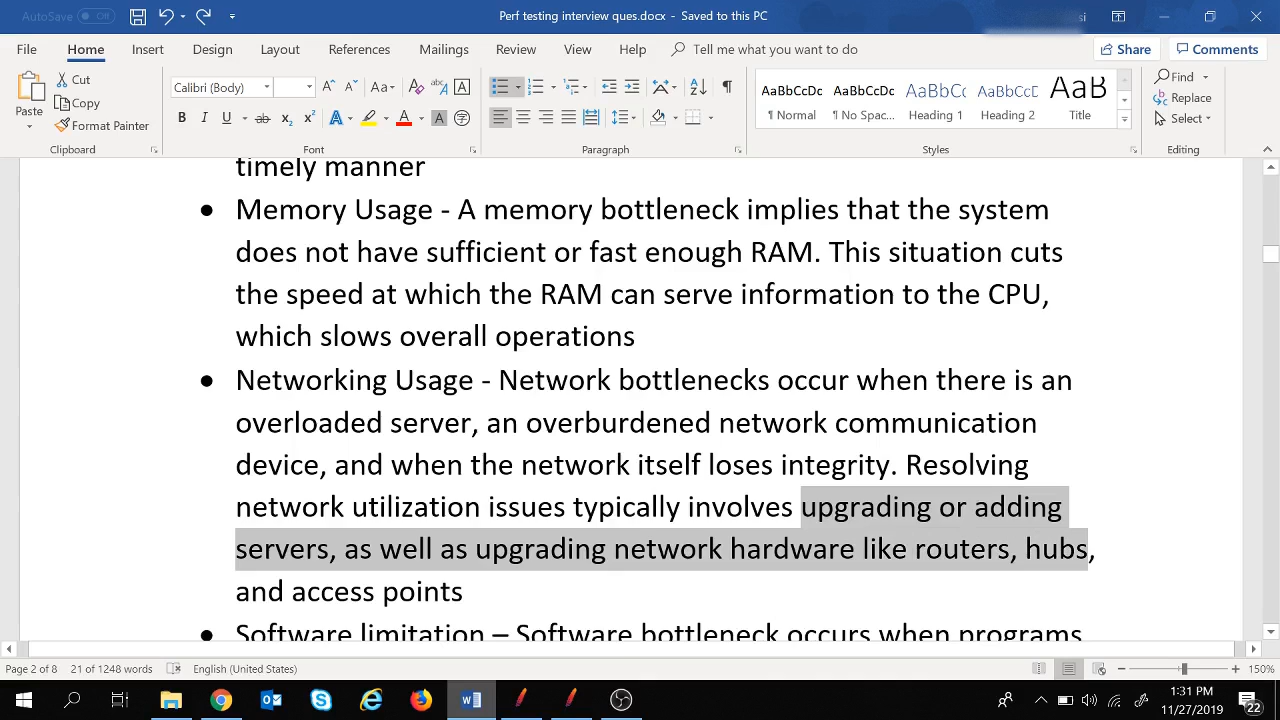 AutoSave Off Perf testing interview ques.docx - Saved to this PC si
File Home Insert Design Layout References Mailings Review View Help Tell me what you want to do Share Comments
Paste Cut Copy Format Painter
Calibri (Body)
AaBbCcDc AaBbCcDc AaBbCc AaBbCcD AaB
¶ Normal ¶ No Spac... Heading 1 Heading 2 Title
Find Replace Select
Clipboard Font Paragraph Styles Editing
timely manner
● Memory Usage - A memory bottleneck implies that the system
does not have sufficient or fast enough RAM. This situation cuts
the speed at which the RAM can serve information to the CPU,
which slows overall operations
● Networking Usage - Network bottlenecks occur when there is an
overloaded server, an overburdened network communication
device, and when the network itself loses integrity. Resolving
network utilization issues typically involves upgrading or adding
servers, as well as upgrading network hardware like routers, hubs,
and access points
● Software limitation – Software bottleneck occurs when programs
Page 2 of 8 21 of 1248 words English (United States) 150%
1:31 PM
11/27/2019 22